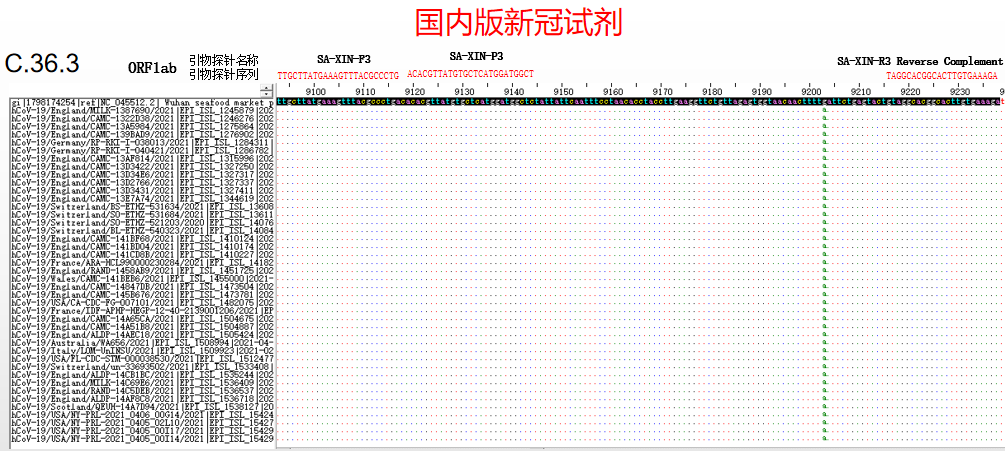 国内版新冠试剂
C.36.3
ORF1ab
引物探针名称
引物探针序列
SA-XIN-P3
SA-XIN-P3
SA-XIN-R3 Reverse Complement
TTGCTTATGAAAGTTTACGCCCTG
ACACGTTATGTGCTCATGGATGGCT
TAGGCACGGCACTTGTGAAAGA
9100 9110 9120 9130 9140 9150 9160 9170 9180 9190 9200 9210 9220 9230 9
gi|1798174254|ref|NC_045512.2| Wuhan seafood market p
hCoV-19/England/MILK-1387690/2021|EPI_ISL_1245879|202
hCoV-19/England/CAMC-1322D38/2021|EPI_ISL_1246276|202
hCoV-19/England/CAMC-13A5984/2021|EPI_ISL_1275864|202
hCoV-19/England/CAMC-139BAD9/2021|EPI_ISL_1276902|202
hCoV-19/Germany/RP-RKI-I-038013/2021|EPI_ISL_1284311|
hCoV-19/Germany/RP-RKI-I-040421/2021|EPI_ISL_1286782|
hCoV-19/England/CAMC-13AF814/2021|EPI_ISL_1315996|202
hCoV-19/England/CAMC-13D3422/2021|EPI_ISL_1327250|202
hCoV-19/England/CAMC-13D34E6/2021|EPI_ISL_1327317|202
hCoV-19/England/CAMC-13D2766/2021|EPI_ISL_1327337|202
hCoV-19/England/CAMC-13D3431/2021|EPI_ISL_1327411|202
hCoV-19/England/CAMC-13E7A74/2021|EPI_ISL_1344619|202
hCoV-19/Switzerland/BS-ETHZ-531634/2021|EPI_ISL_13608
hCoV-19/Switzerland/SO-ETHZ-531684/2021|EPI_ISL_13611
hCoV-19/Switzerland/SO-ETHZ-521203/2020|EPI_ISL_14076
hCoV-19/Switzerland/BL-ETHZ-540323/2021|EPI_ISL_14084
hCoV-19/England/CAMC-141BF68/2021|EPI_ISL_1410124|202
hCoV-19/England/CAMC-141BD04/2021|EPI_ISL_1410174|202
hCoV-19/England/CAMC-141CD8B/2021|EPI_ISL_1410227|202
hCoV-19/France/ARA-HCL990000230284/2021|EPI_ISL_14182
hCoV-19/England/RAND-1458AB9/2021|EPI_ISL_1451725|202
hCoV-19/Wales/CAMC-141BEB6/2021|EPI_ISL_1455000|2021-
hCoV-19/England/CAMC-14847DB/2021|EPI_ISL_1473504|202
hCoV-19/England/CAMC-145B676/2021|EPI_ISL_1473781|202
hCoV-19/USA/CA-CDC-FG-007101/2021|EPI_ISL_1482075|202
hCoV-19/France/IDF-APHP-HEGP-12-40-213900I206/2021|EP
hCoV-19/England/CAMC-14A65CA/2021|EPI_ISL_1504675|202
hCoV-19/England/CAMC-14A51B8/2021|EPI_ISL_1504887|202
hCoV-19/England/ALDP-14AEC18/2021|EPI_ISL_1505424|202
hCoV-19/Australia/WA656/2021|EPI_ISL_1508994|2021-04-
hCoV-19/Italy/LOM-UnINSU/2021|EPI_ISL_1509923|2021-02
hCoV-19/USA/FL-CDC-STM-000038530/2021|EPI_ISL_1512477
hCoV-19/Switzerland/un-33693502/2021|EPI_ISL_1533408|
hCoV-19/England/ALDP-14CB1BC/2021|EPI_ISL_1535244|202
hCoV-19/England/MILK-14C69E6/2021|EPI_ISL_1536409|202
hCoV-19/England/RAND-14C5DEB/2021|EPI_ISL_1536537|202
hCoV-19/England/ALDP-14AF8C8/2021|EPI_ISL_1536718|202
hCoV-19/Scotland/QEUH-14A7D94/2021|EPI_ISL_1538127|20
hCoV-19/USA/NY-PRL-2021_0406_00G14/2021|EPI_ISL_15424
hCoV-19/USA/NY-PRL-2021_0405_02L10/2021|EPI_ISL_15427
hCoV-19/USA/NY-PRL-2021_0405_00I17/2021|EPI_ISL_15429
hCoV-19/USA/NY-PRL-2021_0405_00I14/2021|EPI_ISL_15429